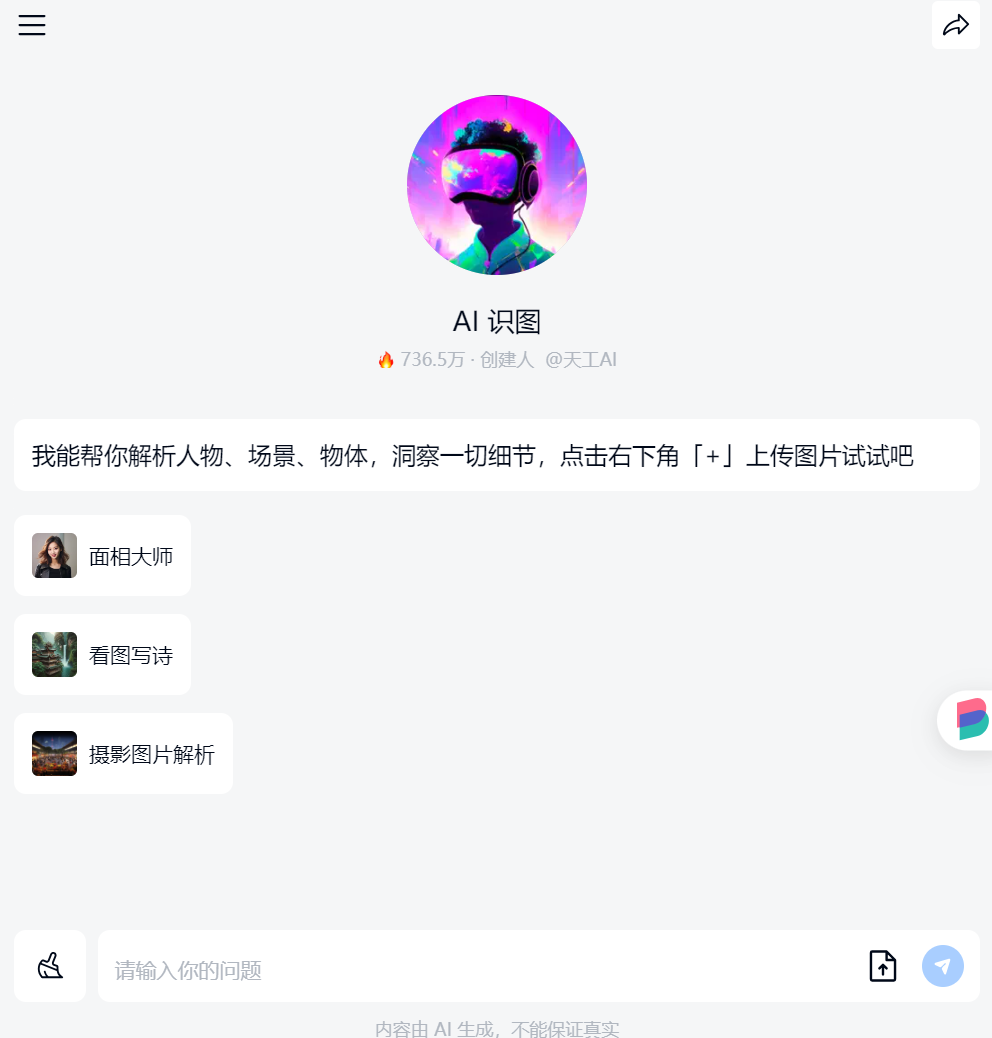 AI 识图
736.5万 · 创建人 @天工AI
我能帮你解析人物、场景、物体，洞察一切细节，点击右下角「+」上传图片试试吧
面相大师
看图写诗
摄影图片解析
请输入你的问题
内容由 AI 生成，不能保证真实